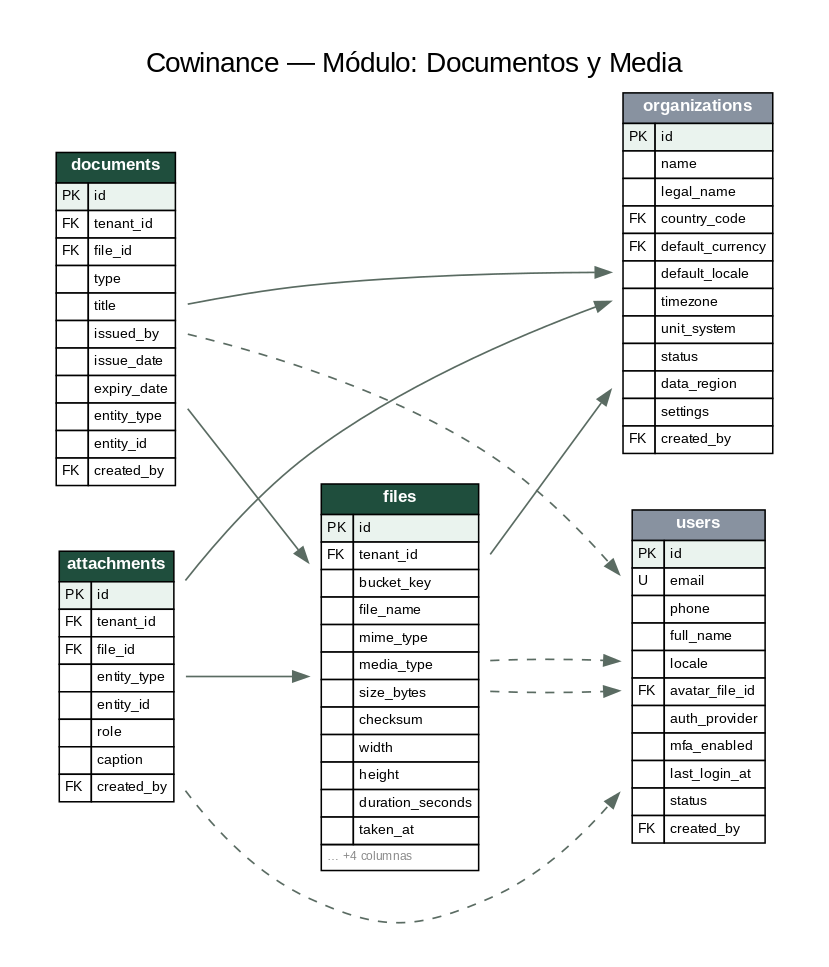 Cowinance — Módulo: Documentos y Media
organizations
PK id
name
legal_name
FK country_code
FK default_currency
default_locale
timezone
unit_system
status
data_region
settings
FK created_by
documents
PK id
FK tenant_id
FK file_id
type
title
issued_by
issue_date
expiry_date
entity_type
entity_id
FK created_by
files
PK id
FK tenant_id
bucket_key
file_name
mime_type
media_type
size_bytes
checksum
width
height
duration_seconds
taken_at
... +4 columnas
users
PK id
U email
phone
full_name
locale
FK avatar_file_id
auth_provider
mfa_enabled
last_login_at
status
FK created_by
attachments
PK id
FK tenant_id
FK file_id
entity_type
entity_id
role
caption
FK created_by